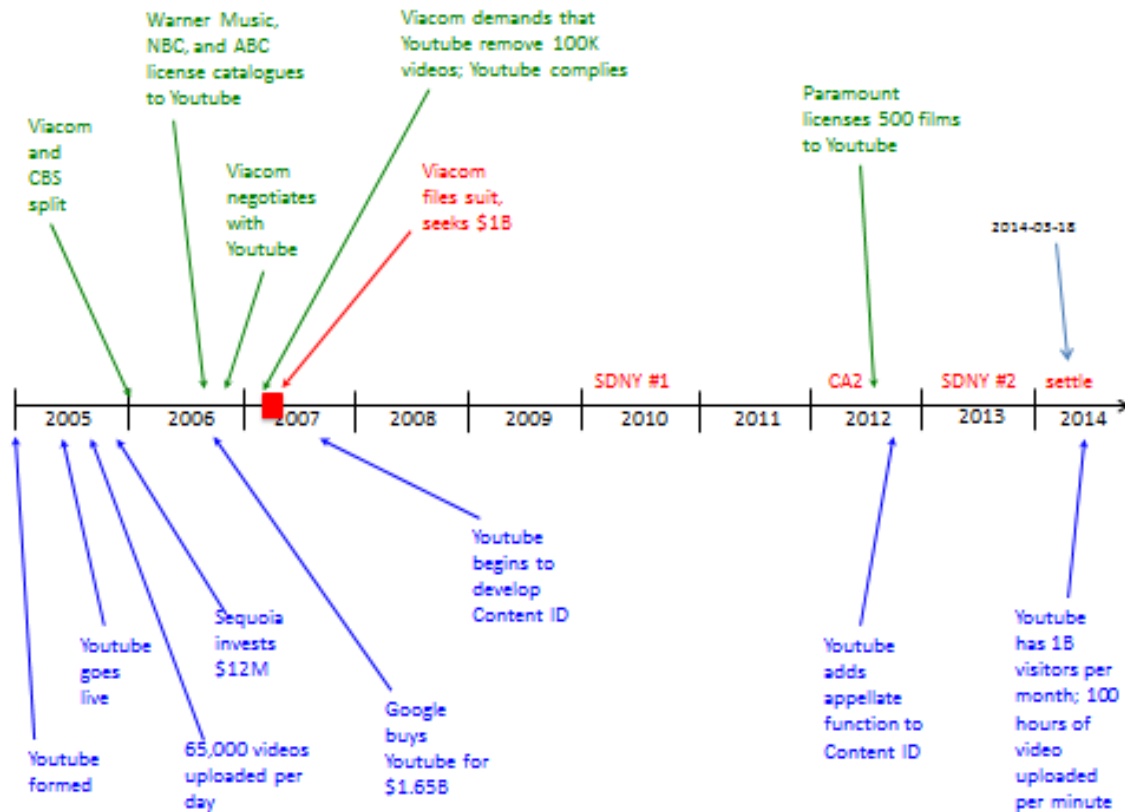 Warner Music,
NBC, and ABC
license catalogues
to Youtube
Viacom demands that
Youtube remove 100K
videos; Youtube complies
Paramount
licenses 500 films
to Youtube
Viacom
and
CBS
split
Viacom
negotiates
with
Youtube
Viacom
files suit,
seeks $1B
2014-03-18
SDNY #1
CA2
SDNY #2
settle
2005
2006
2007
2008
2009
2010
2011
2012
2013
2014
Youtube
begins to
develop
Content ID
Youtube
goes
live
Sequoia
invests
$12M
Youtube
adds
appellate
function to
Content ID
Youtube
has 1B
visitors per
month; 100
hours of
video
uploaded
per minute
Google
buys
Youtube for
$1.65B
Youtube
formed
65,000 videos
uploaded per
day